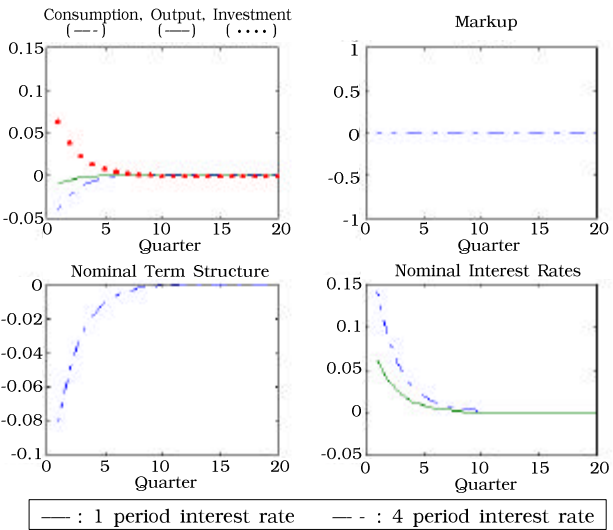 Consumption, Output, Investment
(—-·) (——) (····)
0.15
0.1
0.05
0
-0.05
0 5 10 15 20
Quarter
Markup
1
0.5
0
-0.5
-1
0 5 10 15 20
Quarter
Nominal Term Structure
0
-0.02
-0.04
-0.06
-0.08
-0.1
0 5 10 15 20
Quarter
Nominal Interest Rates
0.15
0.1
0.05
0
-0.05
0 5 10 15 20
Quarter
—— : 1 period interest rate —- - : 4 period interest rate